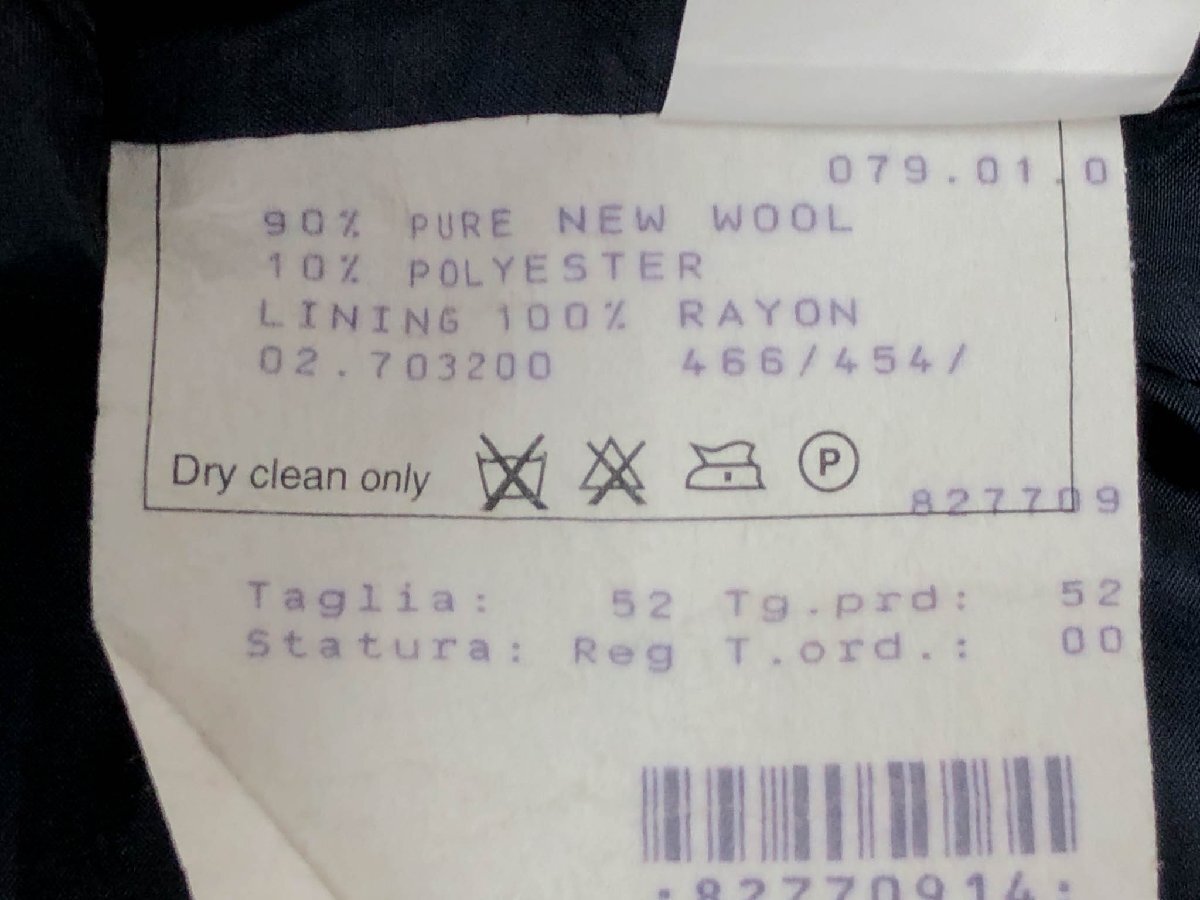 079.01.0
90% PURE NEW WOOL
10% POLYESTER
LINING 100% RAYON
02.703200 466/454/
Dry clean only P
827709
Taglia: 52 Tg.prd: 52
Statura: Reg T.ord.: 00
:82770914: